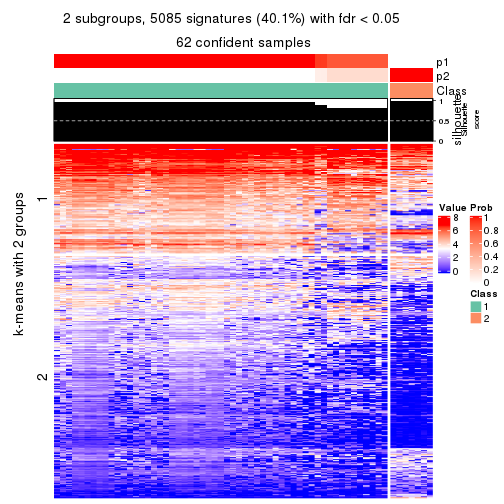 2 subgroups, 5085 signatures (40.1%) with fdr < 0.05
62 confident samples
p1
p2
Class
silhouette
1
0.5
0
Silhouette
score
k-means with 2 groups
1
2
Value
8
6
4
2
0
Prob
1
0.8
0.6
0.4
0.2
0
Class
1
2